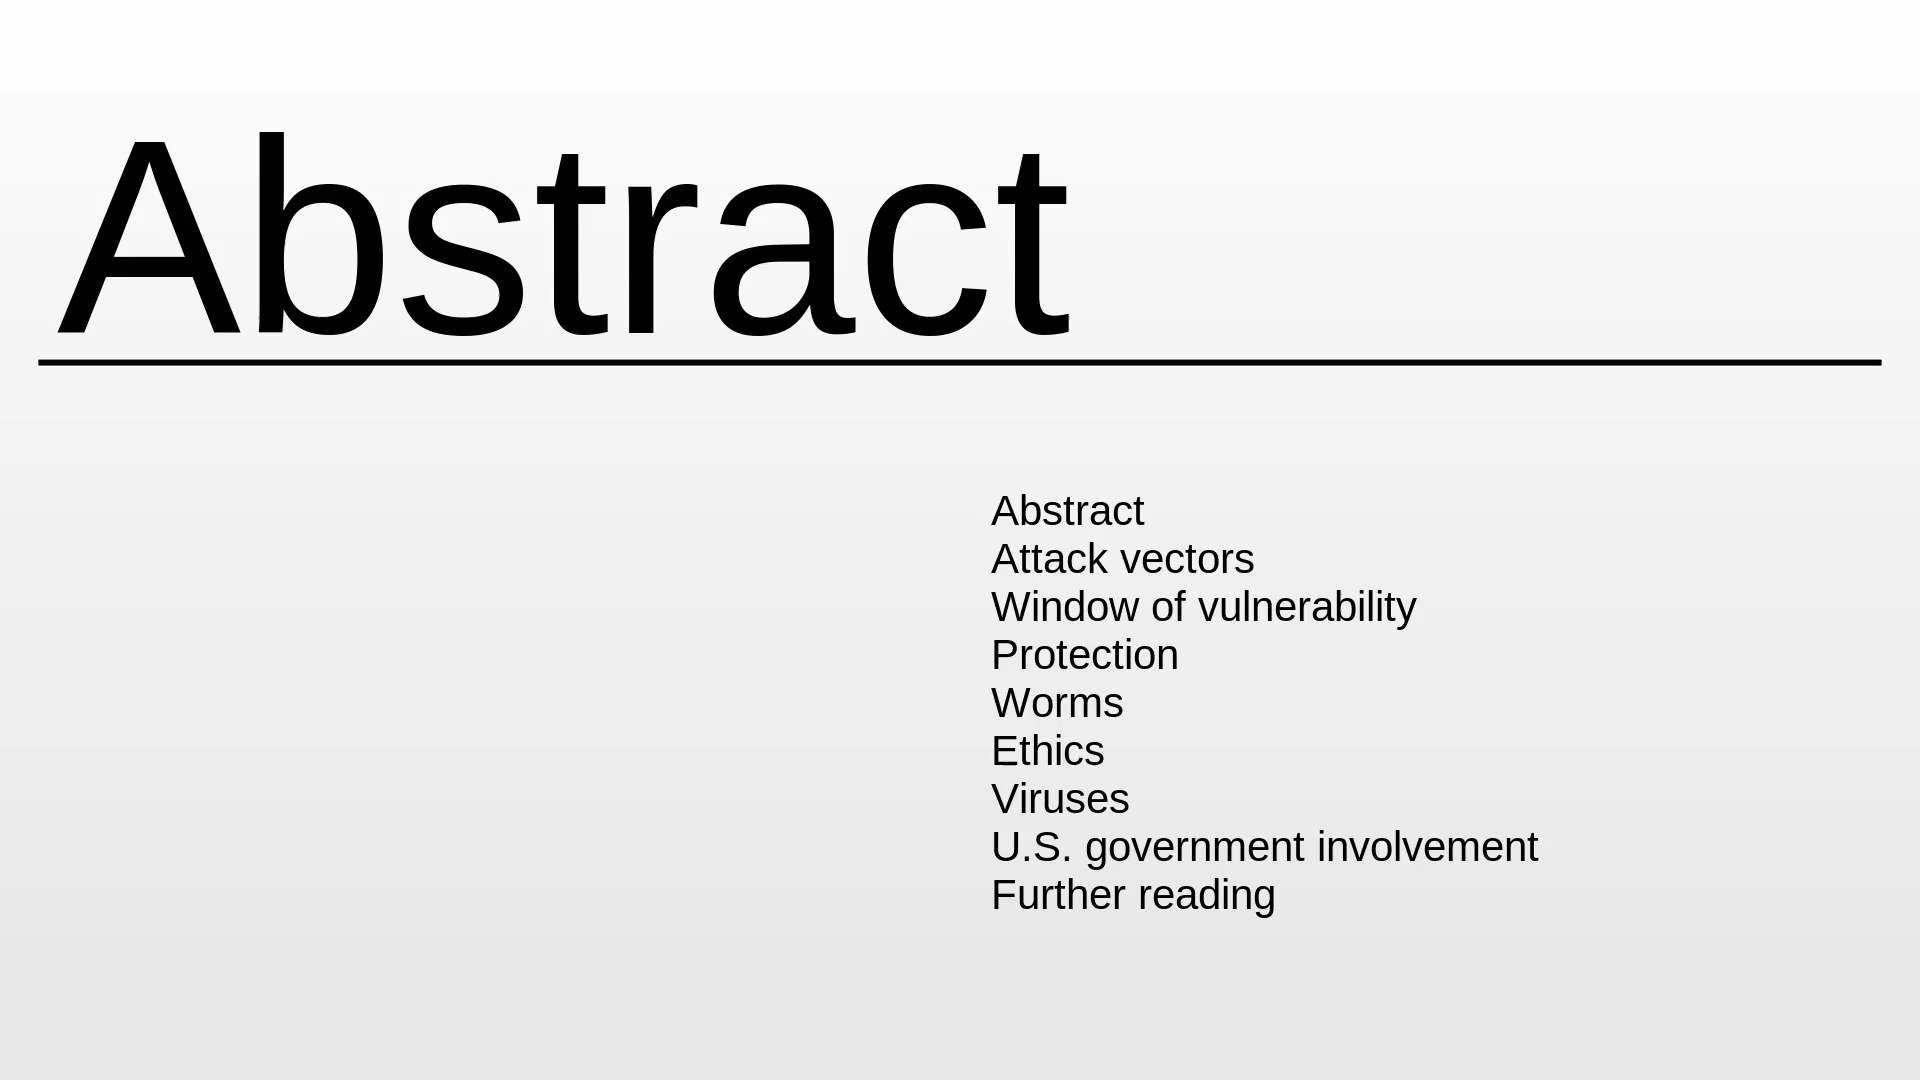 Abstract
Abstract
Attack vectors
Window of vulnerability
Protection
Worms
Ethics
Viruses
U.S. government involvement
Further reading